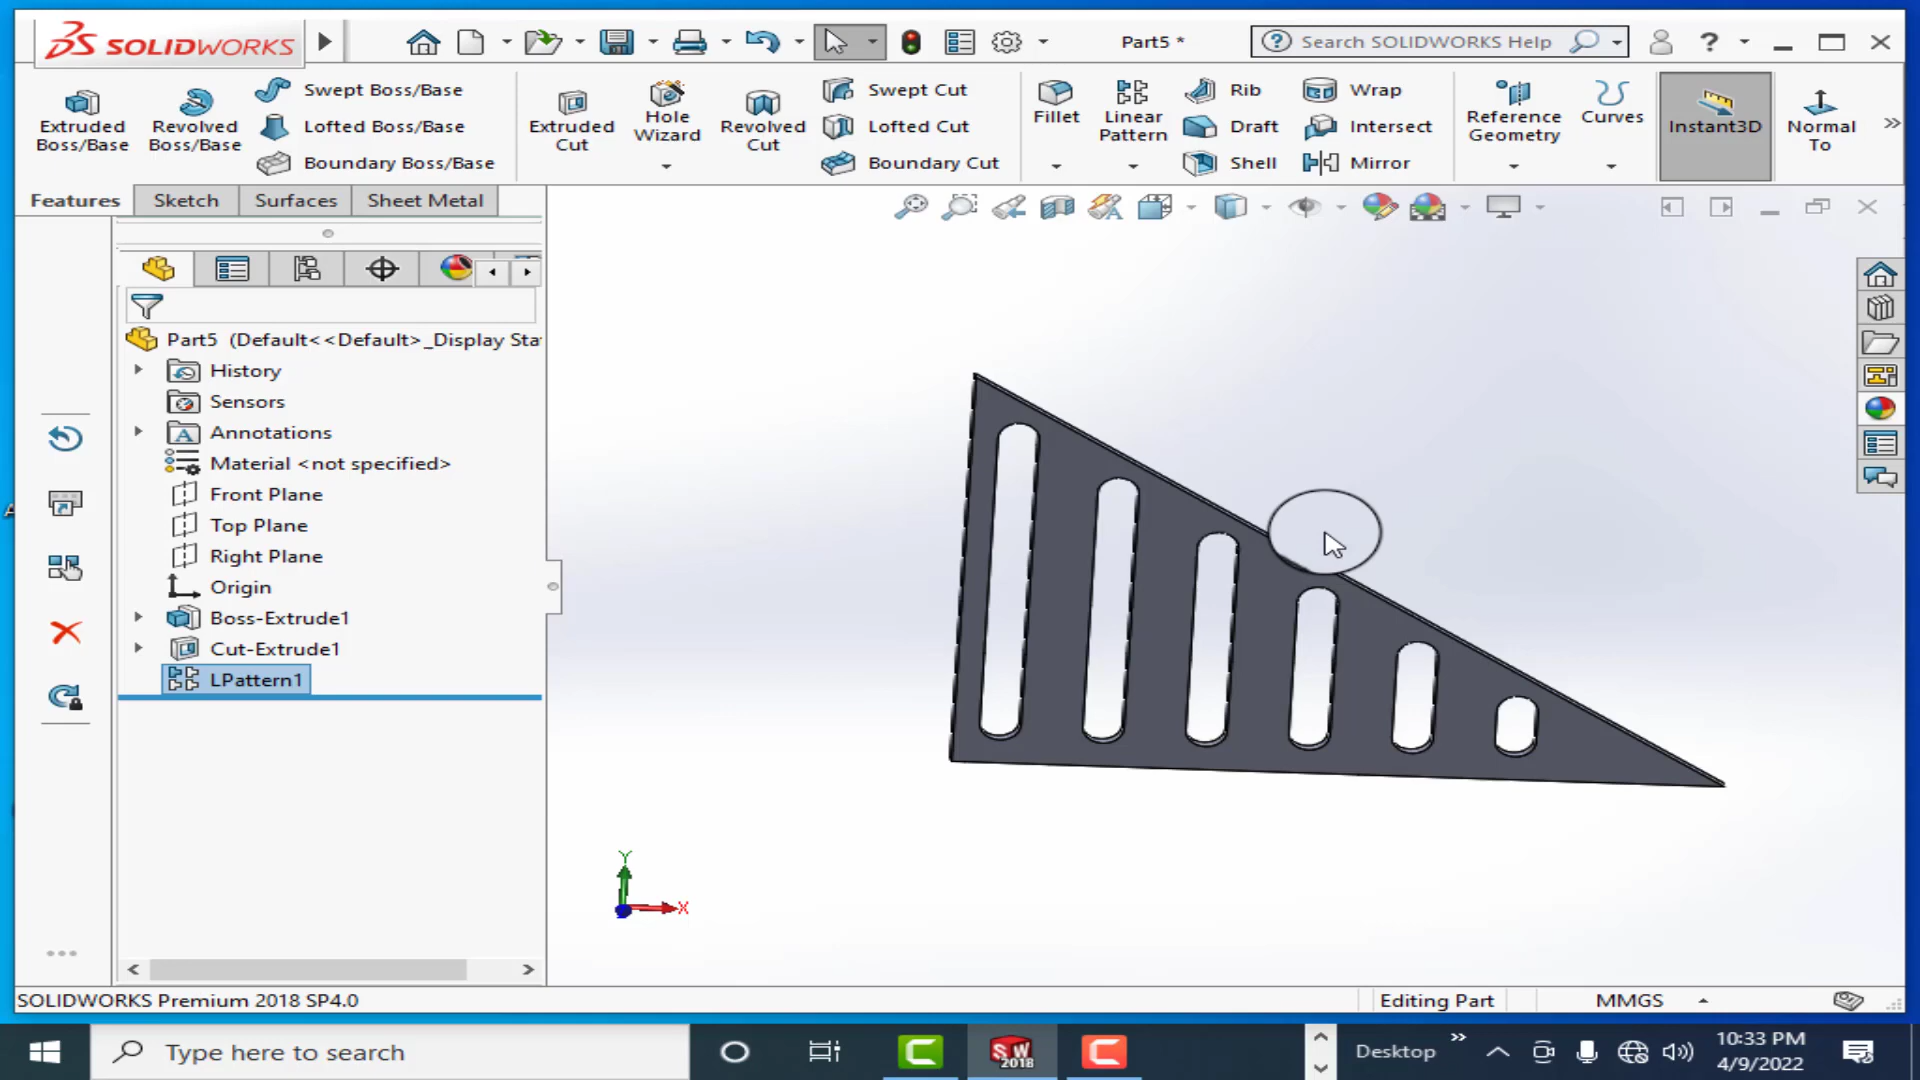 SOLIDWORKS
Part5 *
Search SOLIDWORKS Help
?
Extruded
Boss/Base
Revolved
Boss/Base
Swept Boss/Base
Lofted Boss/Base
Boundary Boss/Base
Extruded
Cut
Hole
Wizard
Revolved
Cut
Swept Cut
Lofted Cut
Boundary Cut
Fillet
Linear
Pattern
Rib
Draft
Shell
Wrap
Intersect
Mirror
Reference
Geometry
Curves
Instant3D
Normal
To
Features
Sketch
Surfaces
Sheet Metal
Part5 (Default<<Default>_Display Sta
History
Sensors
Annotations
Material <not specified>
Front Plane
Top Plane
Right Plane
Origin
Boss-Extrude1
Cut-Extrude1
LPattern1
Y
X
SOLIDWORKS Premium 2018 SP4.0
Editing Part
MMGS
Type here to search
SW
2018
Desktop
10:33 PM
4/9/2022